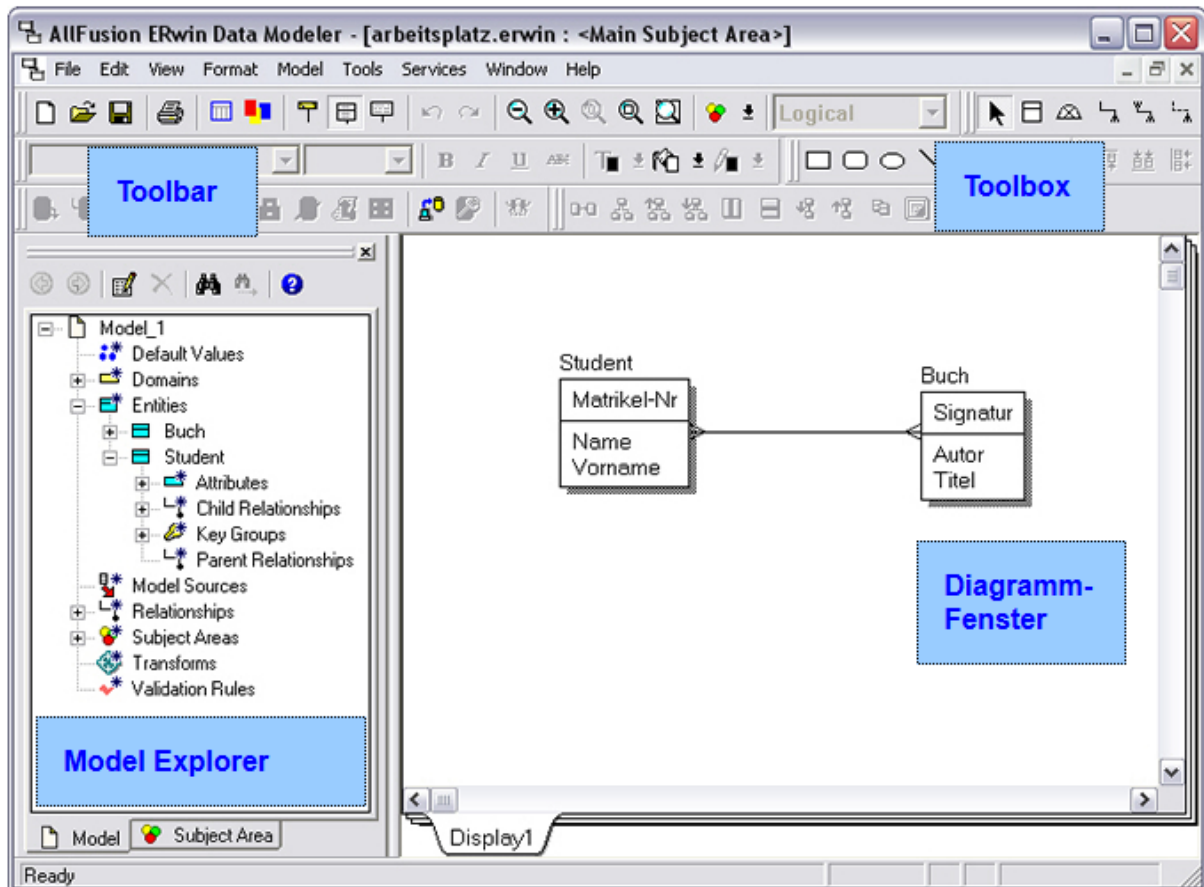 AllFusion ERwin Data Modeler - [arbeitsplatz.erwin : <Main Subject Area>]
File Edit View Format Model Tools Services Window Help
Logical
B I U ABC
Toolbar
Toolbox
Model_1
Default Values
Domains
Entities
Buch
Student
Attributes
Child Relationships
Key Groups
Parent Relationships
Model Sources
Relationships
Subject Areas
Transforms
Validation Rules
Model Explorer
Model Subject Area
Student
Matrikel-Nr
Name
Vorname
Buch
Signatur
Autor
Titel
Diagramm-
Fenster
Display1
Ready